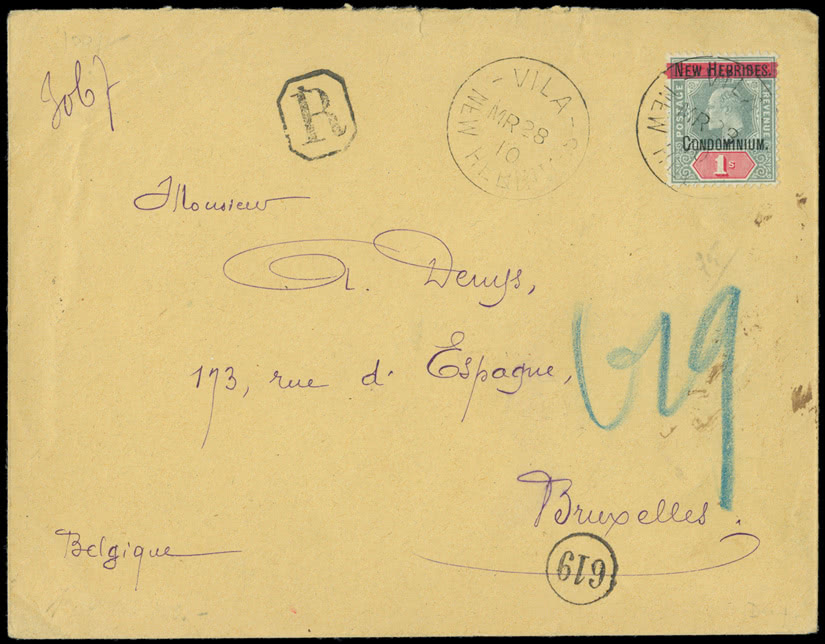 R
VILA
MR 28
10
NEW HEBRIDES
NEW HEBRIDES.
POSTAGE
REVENUE
CONDOMINIUM.
1s
Monsieur
A. Denys,
173, rue d' Espagne,
619
Bruxelles.
Belgique
619